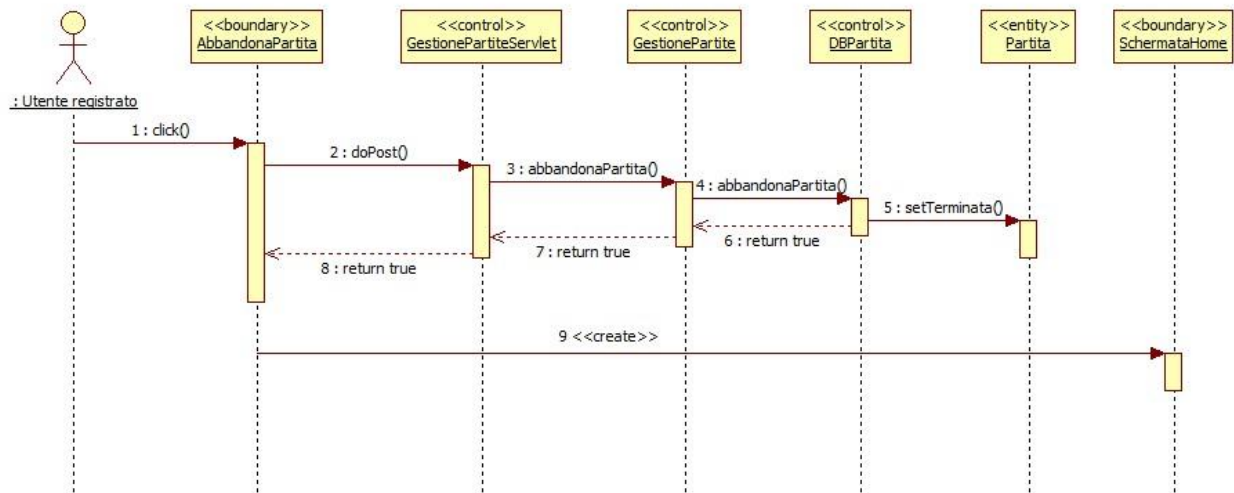 <<boundary>>
AbbandonaPartita
<<control>>
GestionePartiteServlet
<<control>>
GestionePartite
<<control>>
DBPartita
<<entity>>
Partita
<<boundary>>
SchermataHome
: Utente registrato
1 : click()
2 : doPost()
3 : abbandonaPartita()
4 : abbandonaPartita()
5 : setTerminata()
6 : return true
7 : return true
8 : return true
9 <<create>>